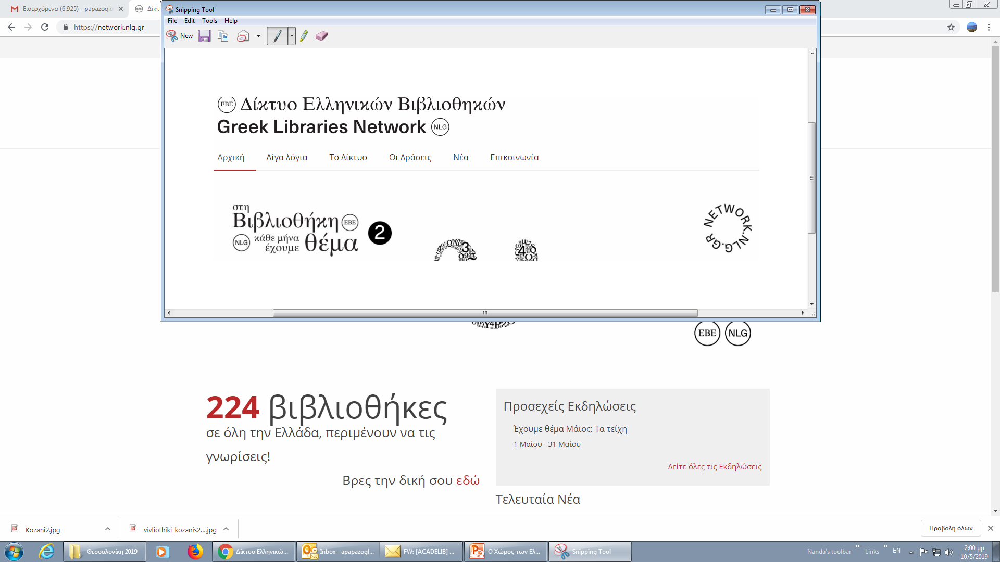 Εισερχόμενα (6.925) - papazoglo
Δίκτ
https://network.nlg.gr
Snipping Tool
File Edit Tools Help
New
EBE Δίκτυο Ελληνικών Βιβλιοθηκών
Greek Libraries Network NLG
Αρχική Λίγα λόγια Το Δίκτυο Οι Δράσεις Νέα Επικοινωνία
στη
Βιβλιοθήκη EBE
NLG κάθε μήνα
έχουμε θέμα 2
NETWORK.NLG.GR
EBE NLG
224 βιβλιοθήκες
σε όλη την Ελλάδα, περιμένουν να τις
γνωρίσεις!
Βρες την δική σου εδώ
Προσεχείς Εκδηλώσεις
Έχουμε θέμα Μάιος: Τα τείχη
1 Μαΐου - 31 Μαΐου
Δείτε όλες τις Εκδηλώσεις
Τελευταία Νέα
Kozani2.jpg
vivliothiki_kozanis2....jpg
Προβολή όλων
Θεσσαλονίκη 2019
Δίκτυο Ελληνικώ...
Inbox - apapazogl...
FW: [ACADELIB] ...
Ο Χώρος των Ελ...
Snipping Tool
Nanda's toolbar
Links
EN
2:00 μμ
10/5/2019